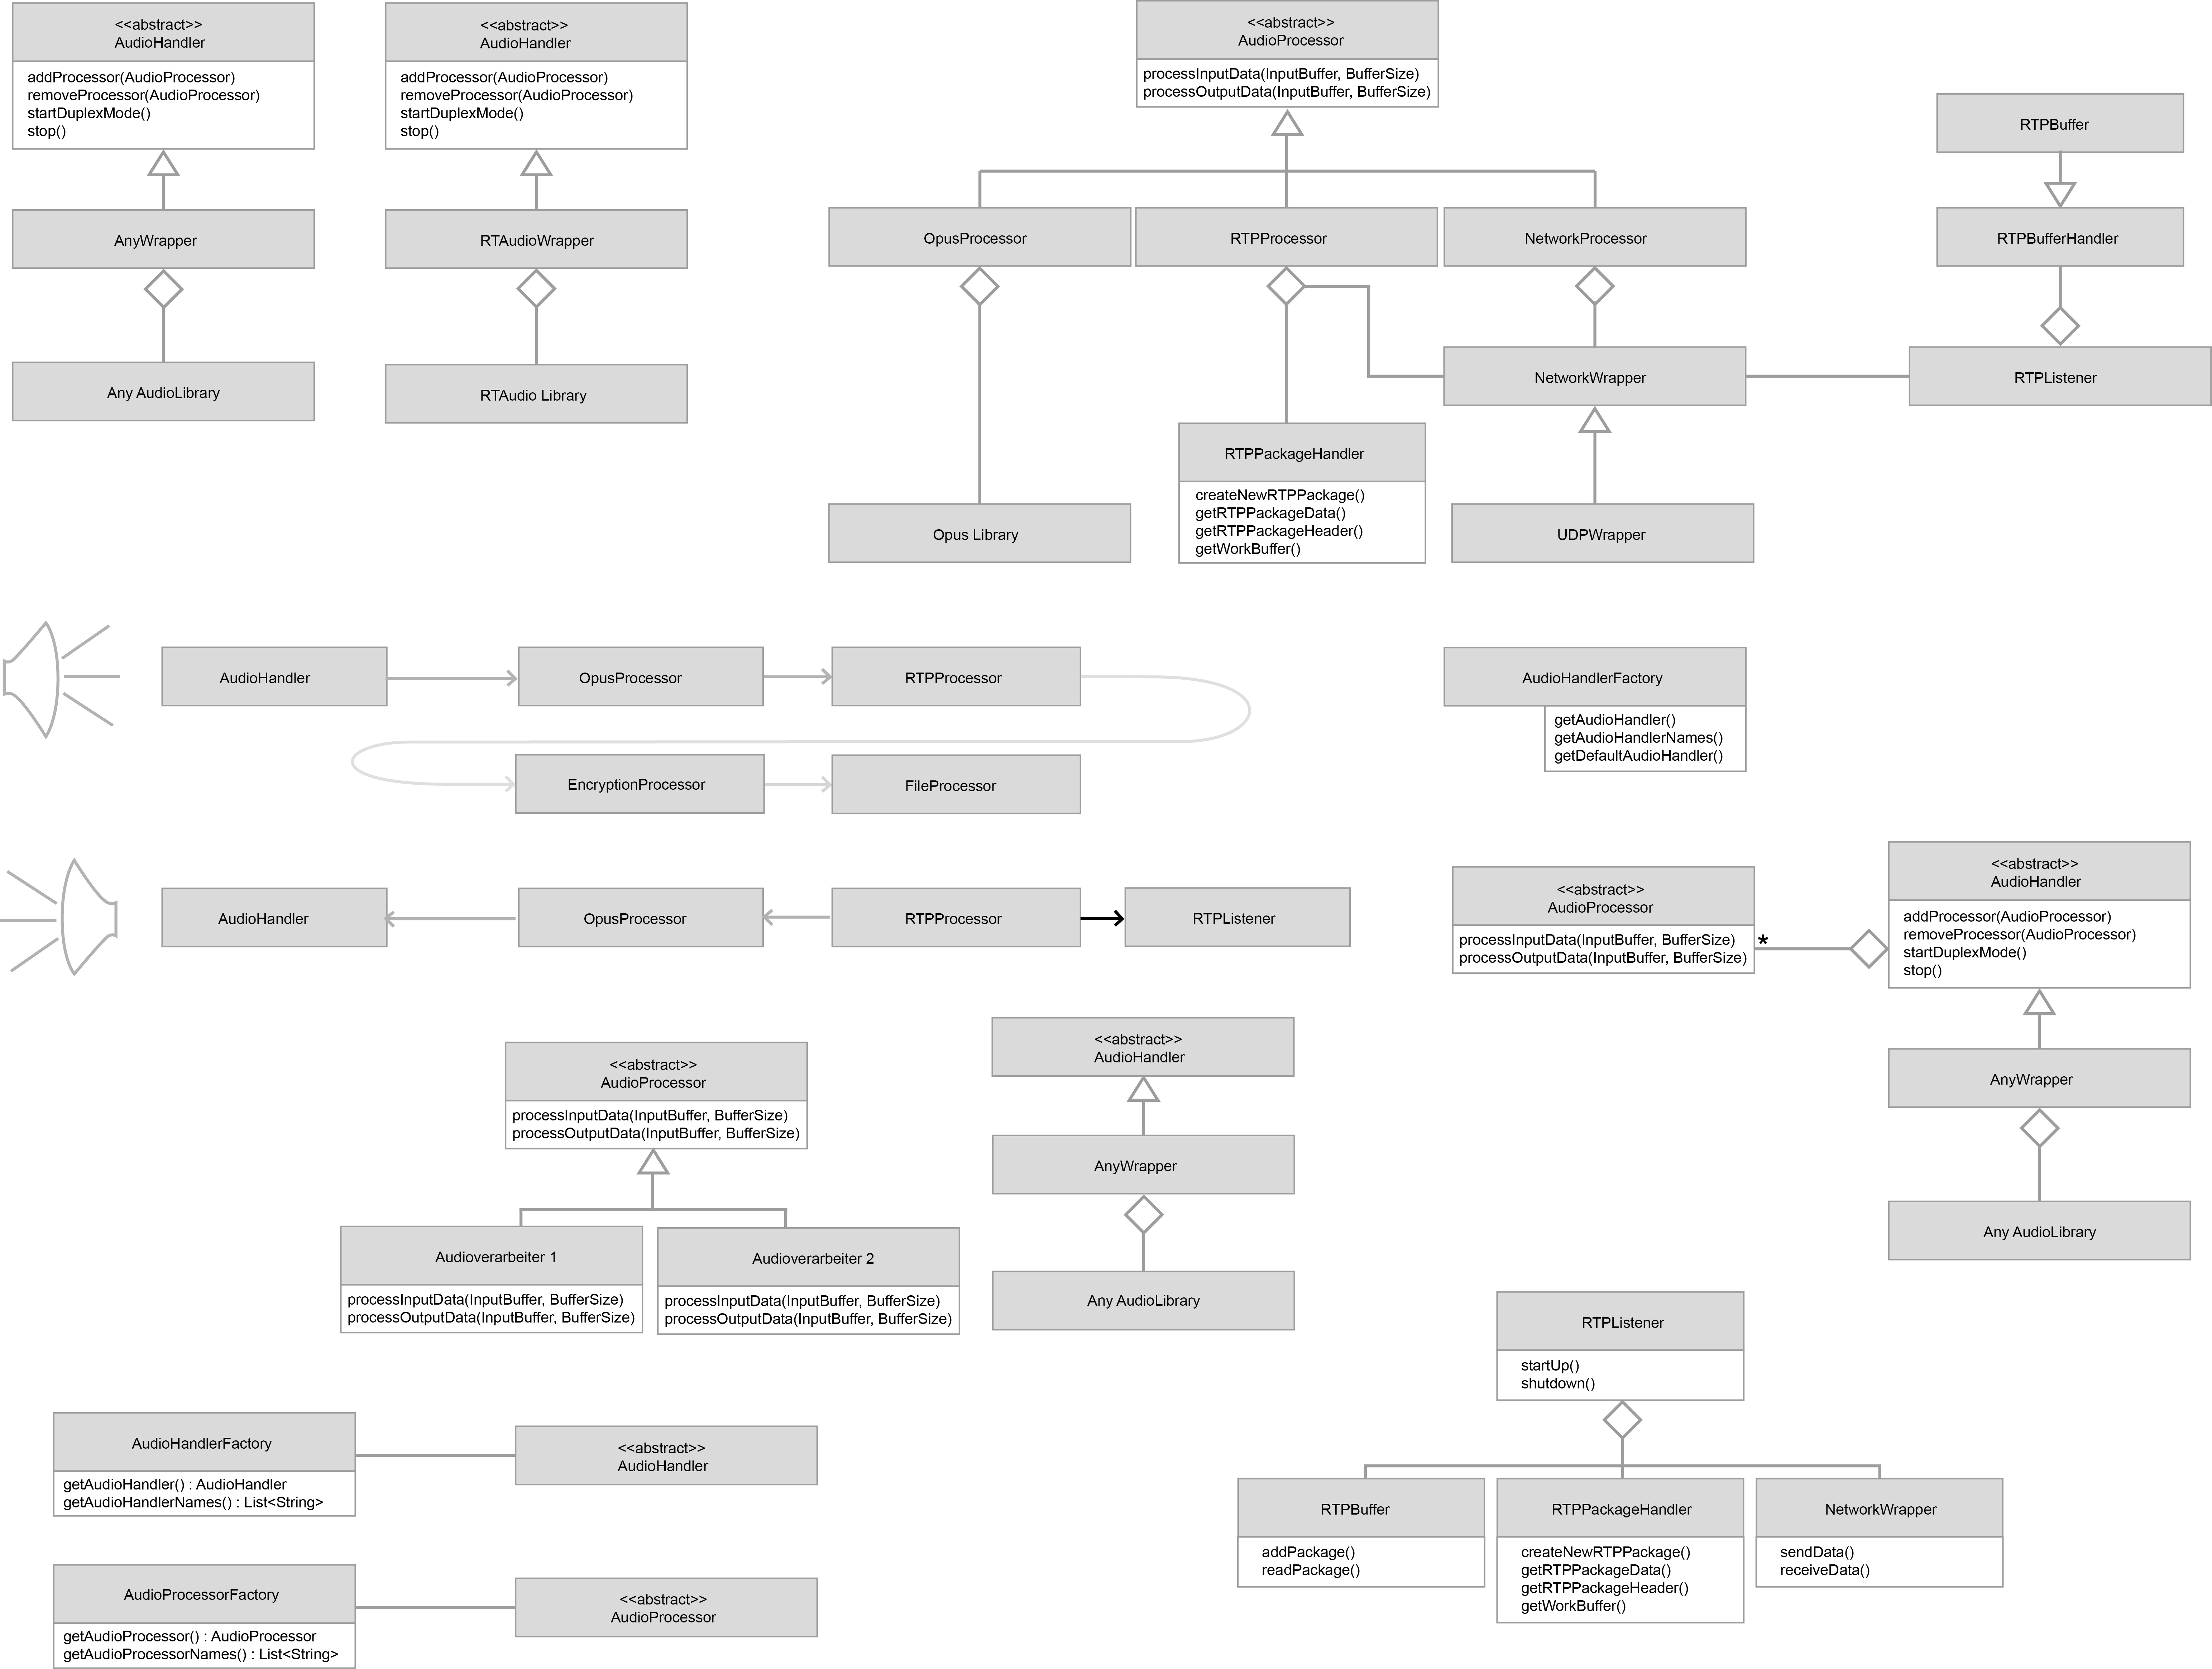 <<abstract>>
AudioHandler
addProcessor(AudioProcessor)
removeProcessor(AudioProcessor)
startDuplexMode()
stop()
AnyWrapper
Any AudioLibrary
<<abstract>>
AudioHandler
addProcessor(AudioProcessor)
removeProcessor(AudioProcessor)
startDuplexMode()
stop()
RTAudioWrapper
RTAudio Library
<<abstract>>
AudioProcessor
processInputData(InputBuffer, BufferSize)
processOutputData(InputBuffer, BufferSize)
OpusProcessor
RTPProcessor
NetworkProcessor
RTPBuffer
RTPBufferHandler
NetworkWrapper
RTPListener
RTPPackageHandler
createNewRTPPackage()
getRTPPackageData()
getRTPPackageHeader()
getWorkBuffer()
Opus Library
UDPWrapper
AudioHandler
OpusProcessor
RTPProcessor
EncryptionProcessor
FileProcessor
AudioHandlerFactory
getAudioHandler()
getAudioHandlerNames()
getDefaultAudioHandler()
AudioHandler
OpusProcessor
RTPProcessor
RTPListener
<<abstract>>
AudioProcessor
processInputData(InputBuffer, BufferSize)
processOutputData(InputBuffer, BufferSize)
*
<<abstract>>
AudioHandler
addProcessor(AudioProcessor)
removeProcessor(AudioProcessor)
startDuplexMode()
stop()
AnyWrapper
Any AudioLibrary
<<abstract>>
AudioProcessor
processInputData(InputBuffer, BufferSize)
processOutputData(InputBuffer, BufferSize)
Audioverarbeiter 1
processInputData(InputBuffer, BufferSize)
processOutputData(InputBuffer, BufferSize)
Audioverarbeiter 2
processInputData(InputBuffer, BufferSize)
processOutputData(InputBuffer, BufferSize)
<<abstract>>
AudioHandler
AnyWrapper
Any AudioLibrary
RTPListener
startUp()
shutdown()
RTPBuffer
addPackage()
readPackage()
RTPPackageHandler
createNewRTPPackage()
getRTPPackageData()
getRTPPackageHeader()
getWorkBuffer()
NetworkWrapper
sendData()
receiveData()
AudioHandlerFactory
getAudioHandler() : AudioHandler
getAudioHandlerNames() : List<String>
<<abstract>>
AudioHandler
AudioProcessorFactory
getAudioProcessor() : AudioProcessor
getAudioProcessorNames() : List<String>
<<abstract>>
AudioProcessor